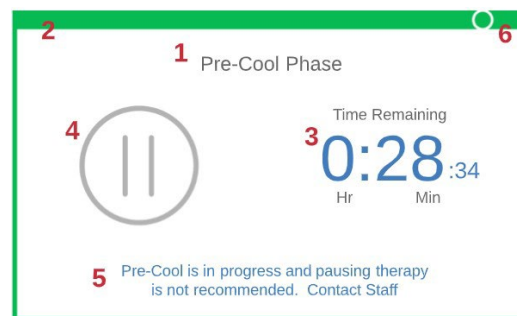 2
6
1
Pre-Cool Phase
4
Time Remaining
3
0:28:34
Hr Min
5
Pre-Cool is in progress and pausing therapy
is not recommended. Contact Staff